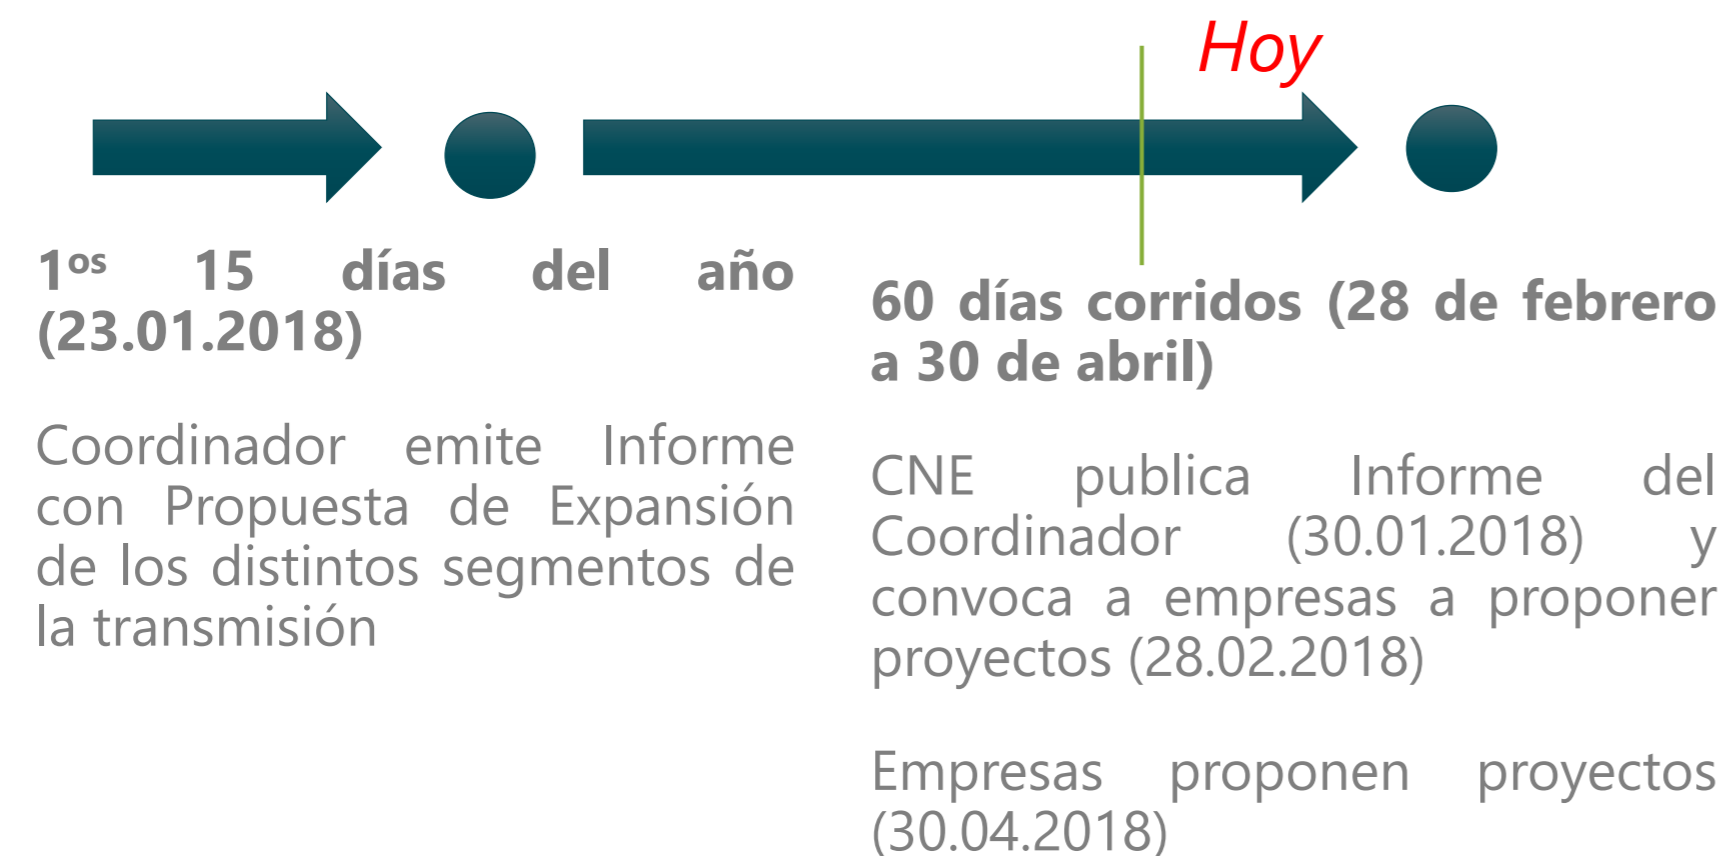 Hoy
1ºˢ 15 días del año
(23.01.2018)
Coordinador emite Informe
con Propuesta de Expansión
de los distintos segmentos de
la transmisión
60 días corridos (28 de febrero
a 30 de abril)
CNE publica Informe del
Coordinador (30.01.2018) y
convoca a empresas a proponer
proyectos (28.02.2018)
Empresas proponen proyectos
(30.04.2018)